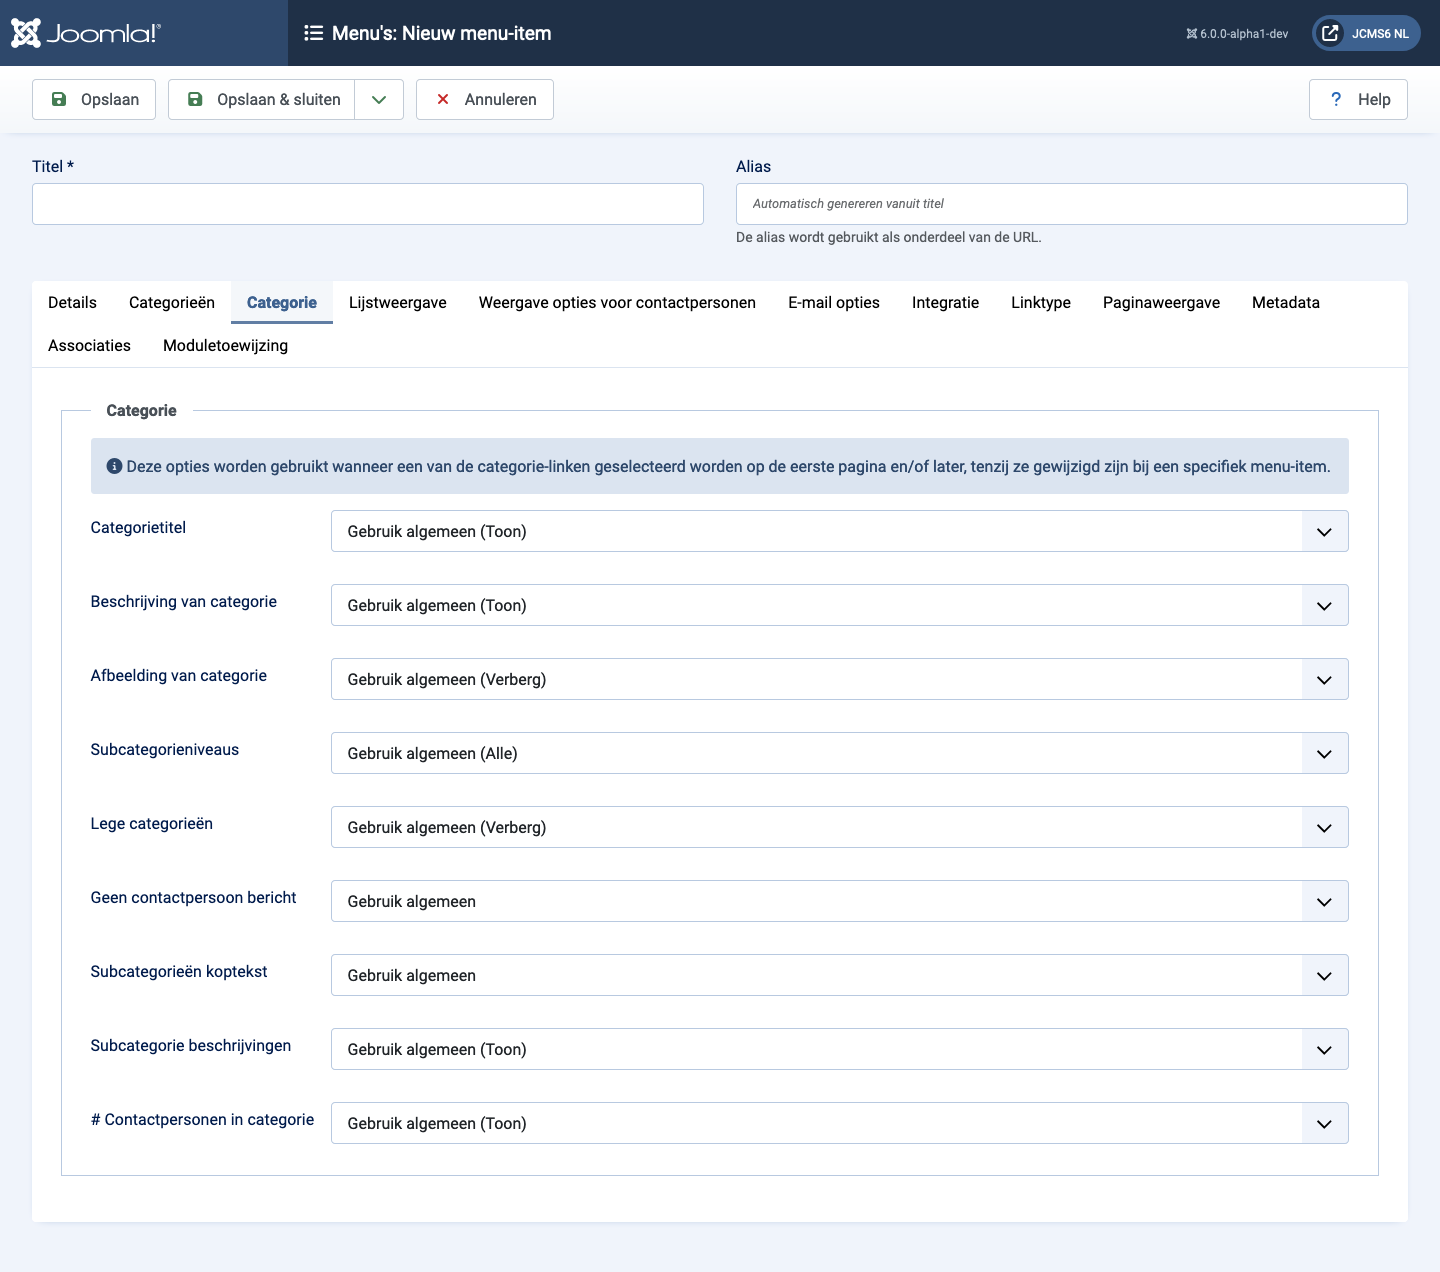 Joomla!®
Menu's: Nieuw menu-item
6.0.0-alpha1-dev
JCMS6 NL
Opslaan
Opslaan & sluiten
Annuleren
? Help
Titel *
Alias
Automatisch genereren vanuit titel
De alias wordt gebruikt als onderdeel van de URL.
Details Categorieën Categorie Lijstweergave Weergave opties voor contactpersonen E-mail opties Integratie Linktype Paginaweergave Metadata
Associaties Moduletoewijzing
Categorie
Deze opties worden gebruikt wanneer een van de categorie-linken geselecteerd worden op de eerste pagina en/of later, tenzij ze gewijzigd zijn bij een specifiek menu-item.
Categorietitel Gebruik algemeen (Toon)
Beschrijving van categorie Gebruik algemeen (Toon)
Afbeelding van categorie Gebruik algemeen (Verberg)
Subcategorieniveaus Gebruik algemeen (Alle)
Lege categorieën Gebruik algemeen (Verberg)
Geen contactpersoon bericht Gebruik algemeen
Subcategorieën koptekst Gebruik algemeen
Subcategorie beschrijvingen Gebruik algemeen (Toon)
# Contactpersonen in categorie Gebruik algemeen (Toon)